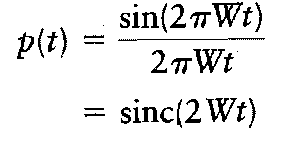 p(t) = sin(2πWt) / 2πWt
= sinc(2Wt)